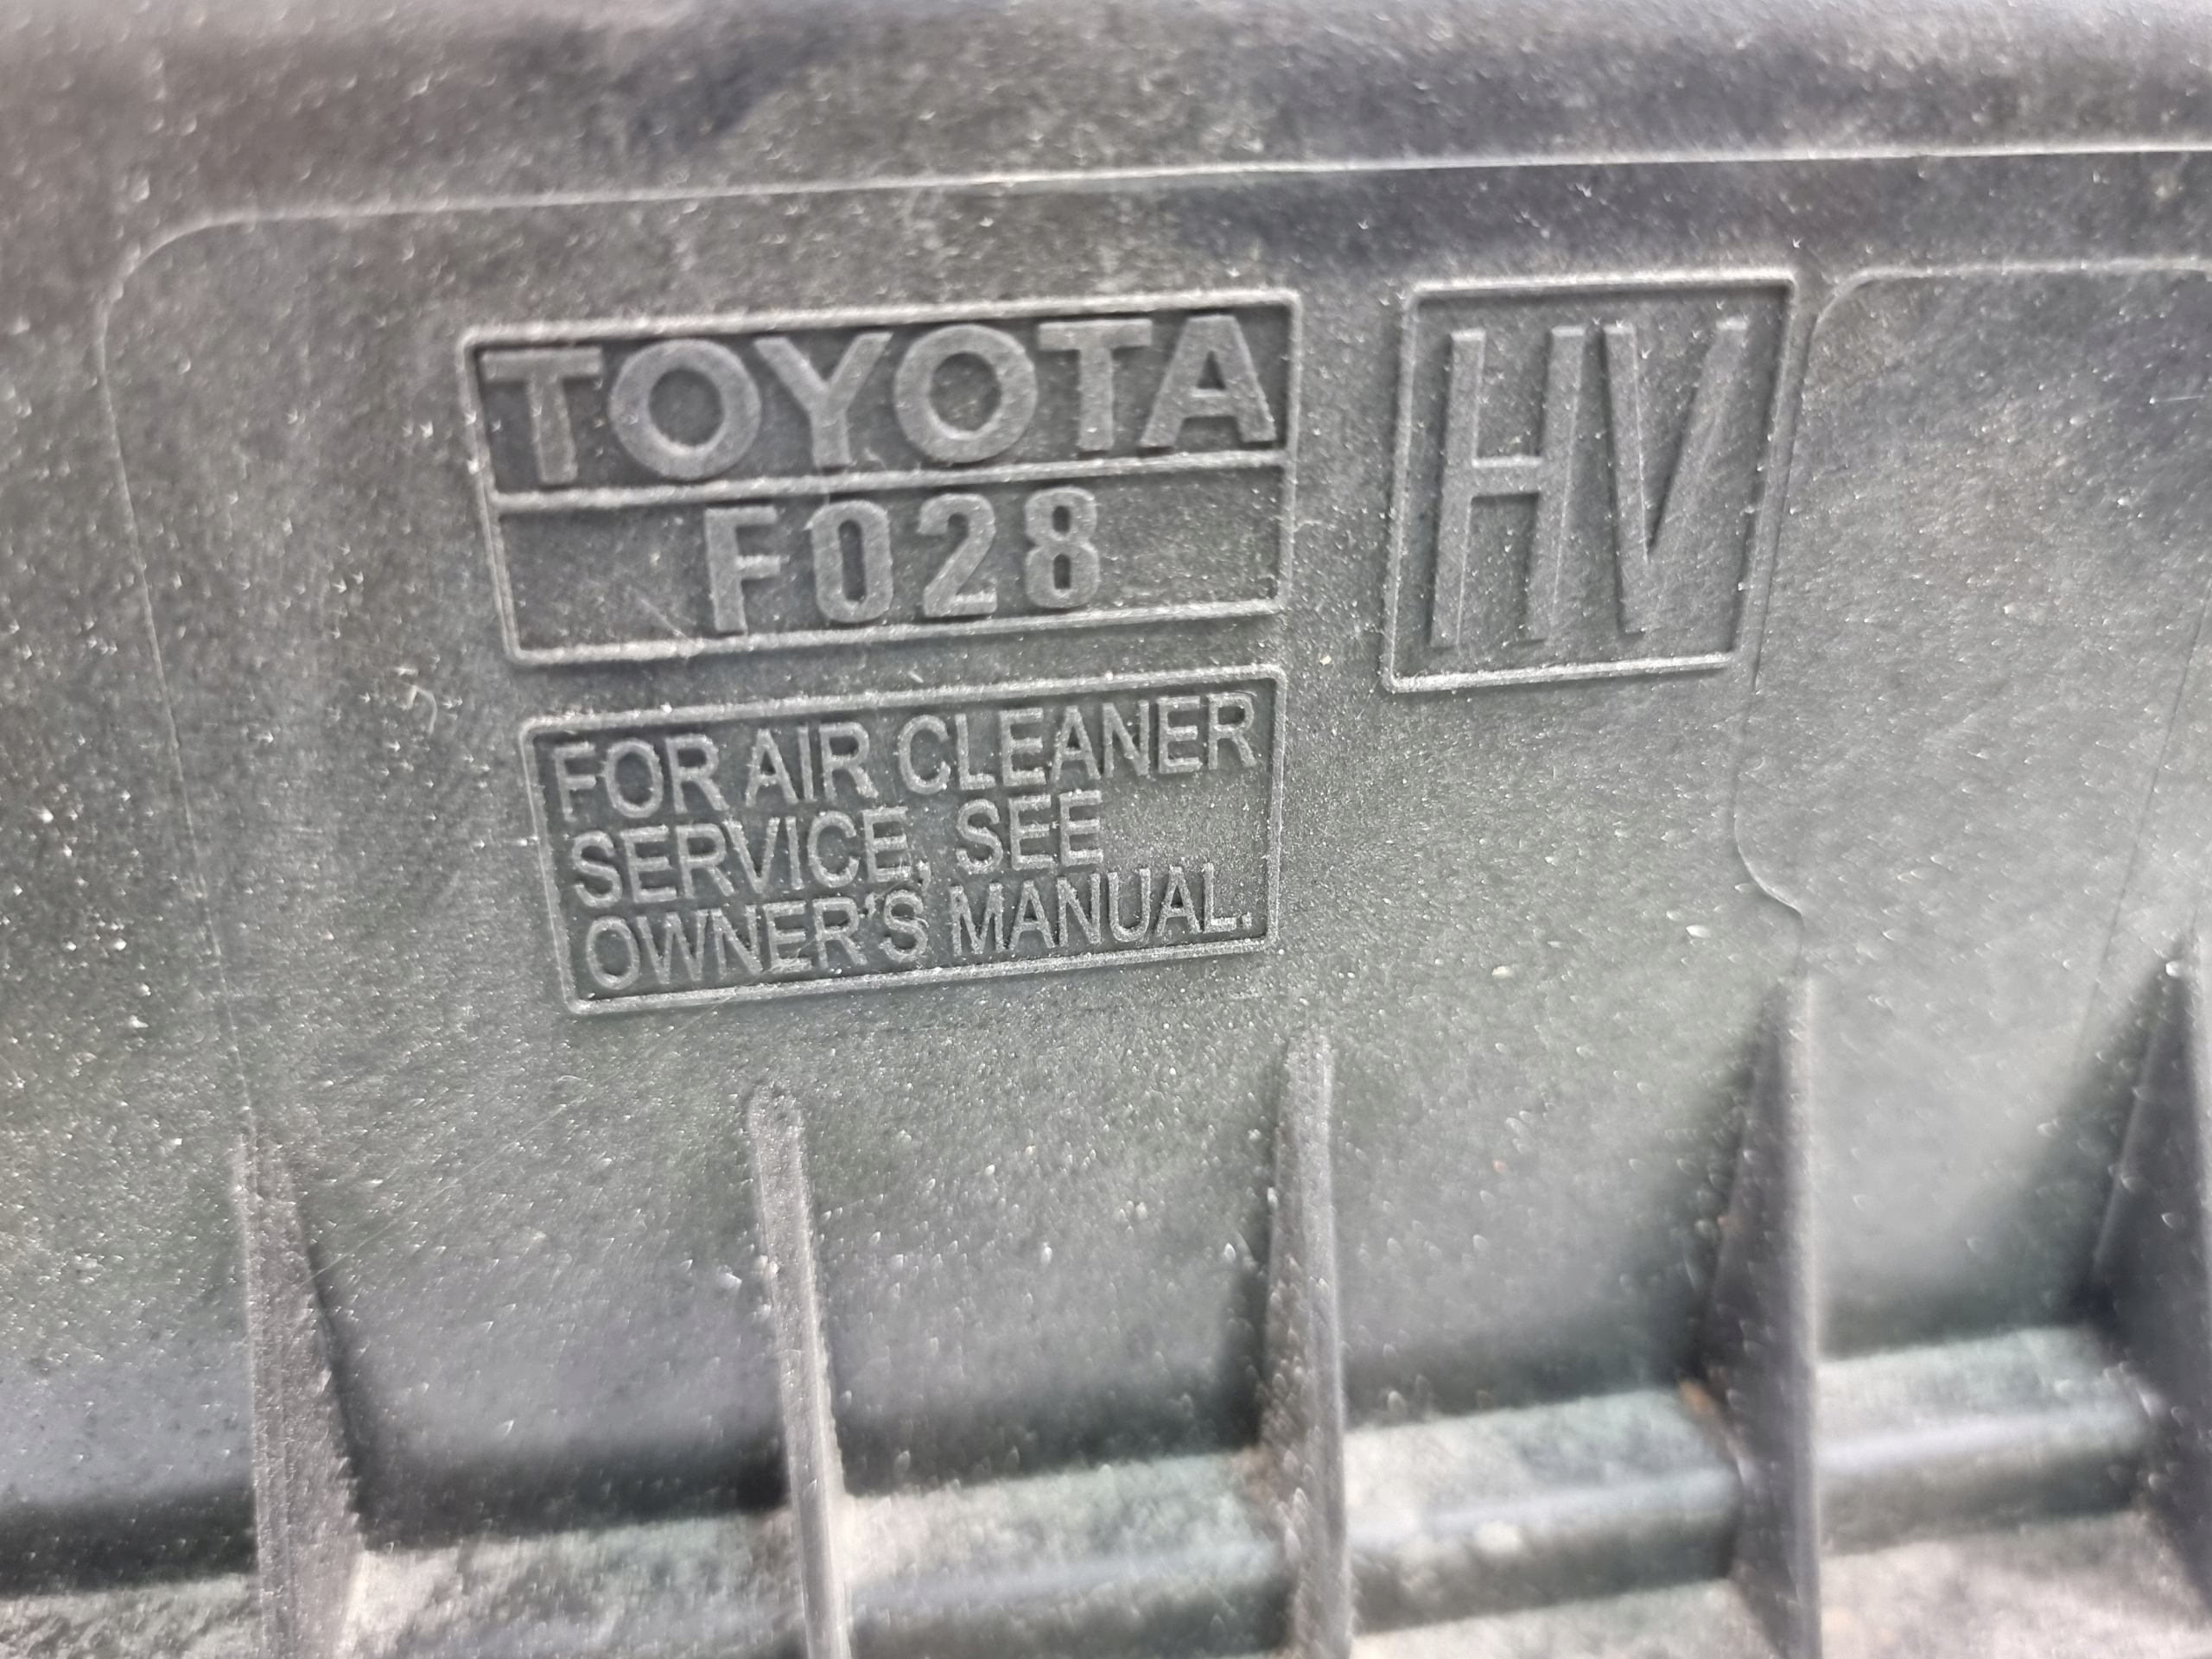 TOYOTA
F028
HV
FOR AIR CLEANER
SERVICE, SEE
OWNER'S MANUAL.